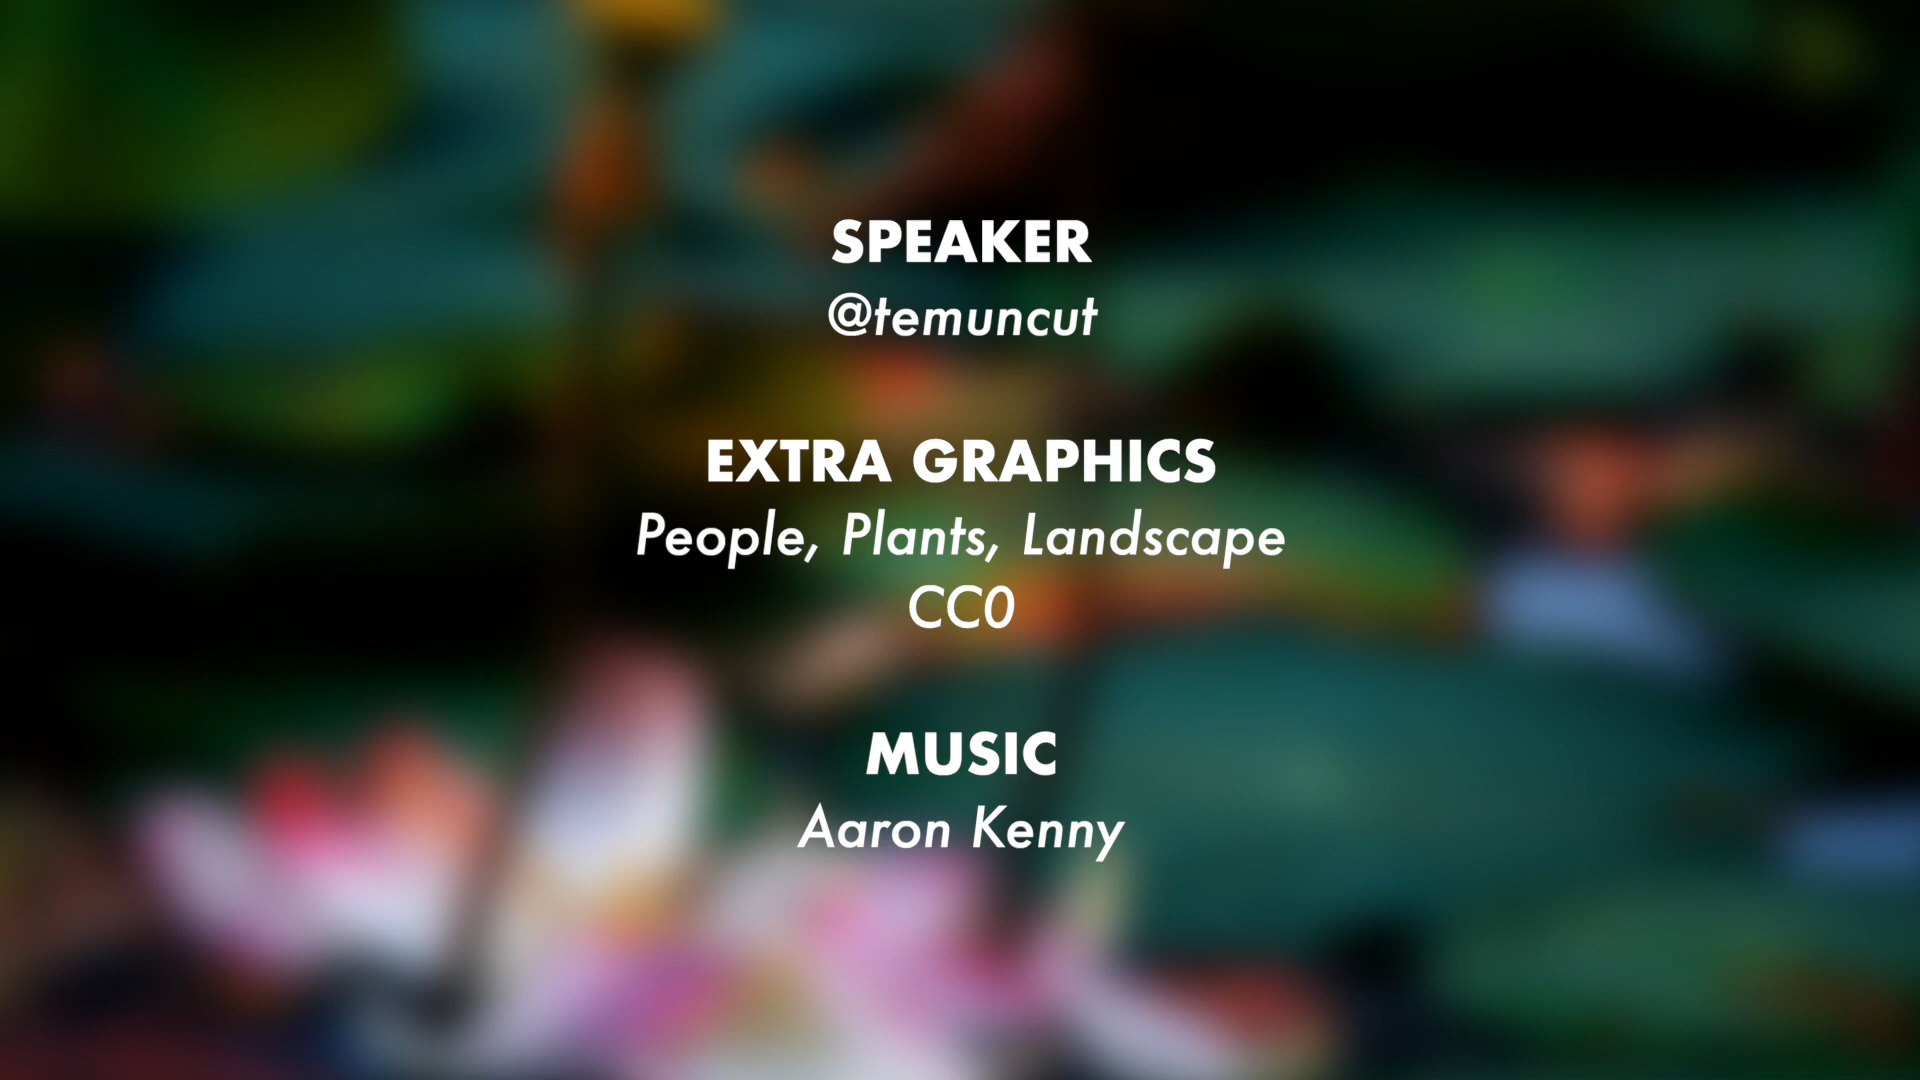 SPEAKER
@temuncut
EXTRA GRAPHICS
People, Plants, Landscape
CC0
MUSIC
Aaron Kenny